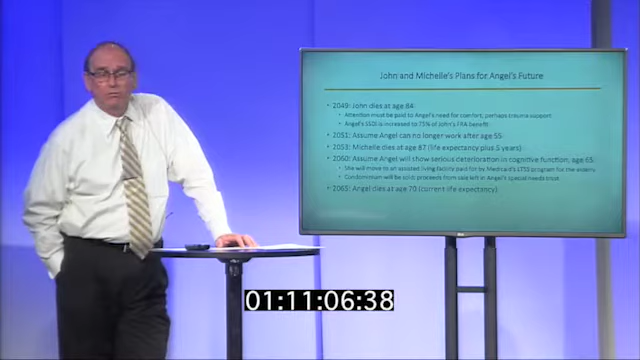 John and Michelle's Plans for Angel's Future
• 2049: John dies at age 84:
• Attention must be paid to Angel's need for comfort, perhaps trauma support
• Angel's SSDI is increased to 75% of John's FRA benefit
• 2051: Assume Angel can no longer work after age 55
• 2053: Michelle dies at age 87 (life expectancy plus 5 years)
• 2060: Assume Angel will show serious deterioration in cognitive function, age 65:
• She will move to an assisted living facility paid for by Medicaid's LTSS program for the elderly
• Condominium will be sold; proceeds from sale left in Angel's special needs trust
• 2065: Angel dies at age 70 (current life expectancy)
01:11:06:38